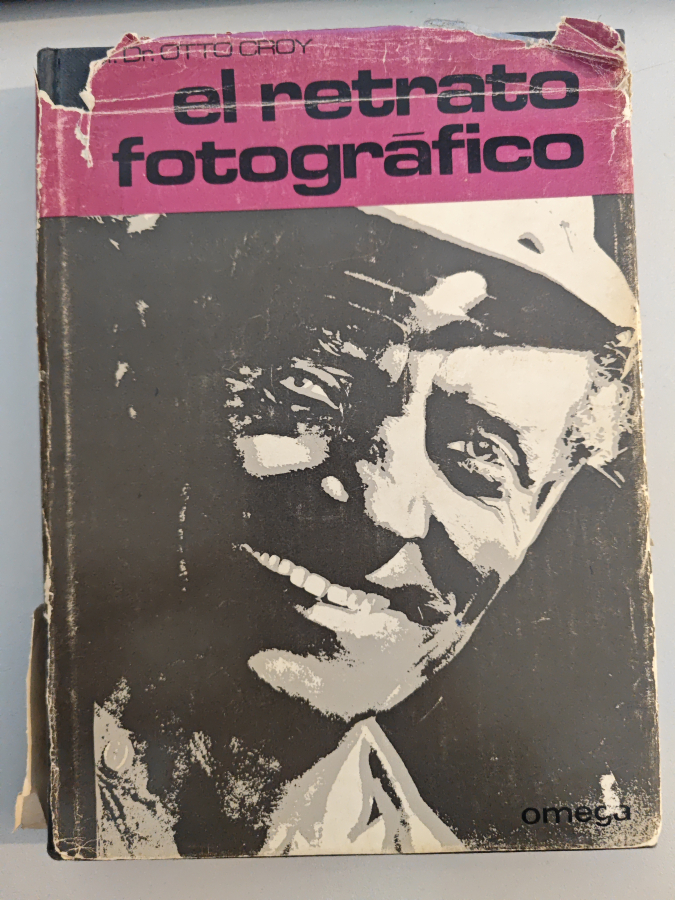 Dr. OTTO CROY
el retrato
fotográfico
omega